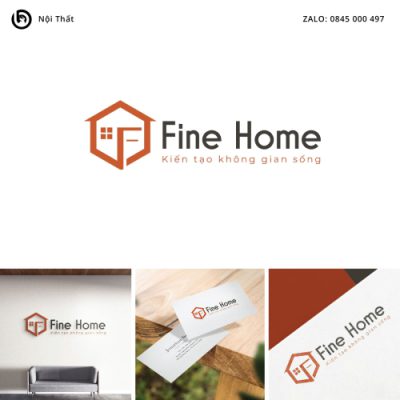 Nội Thất
ZALO: 0845 000 497
Fine Home
Kiến tạo không gian sống
Fine Home
Kiến tạo không gian sống
Fine Home
Fine Home
Kiến tạo không gian sống